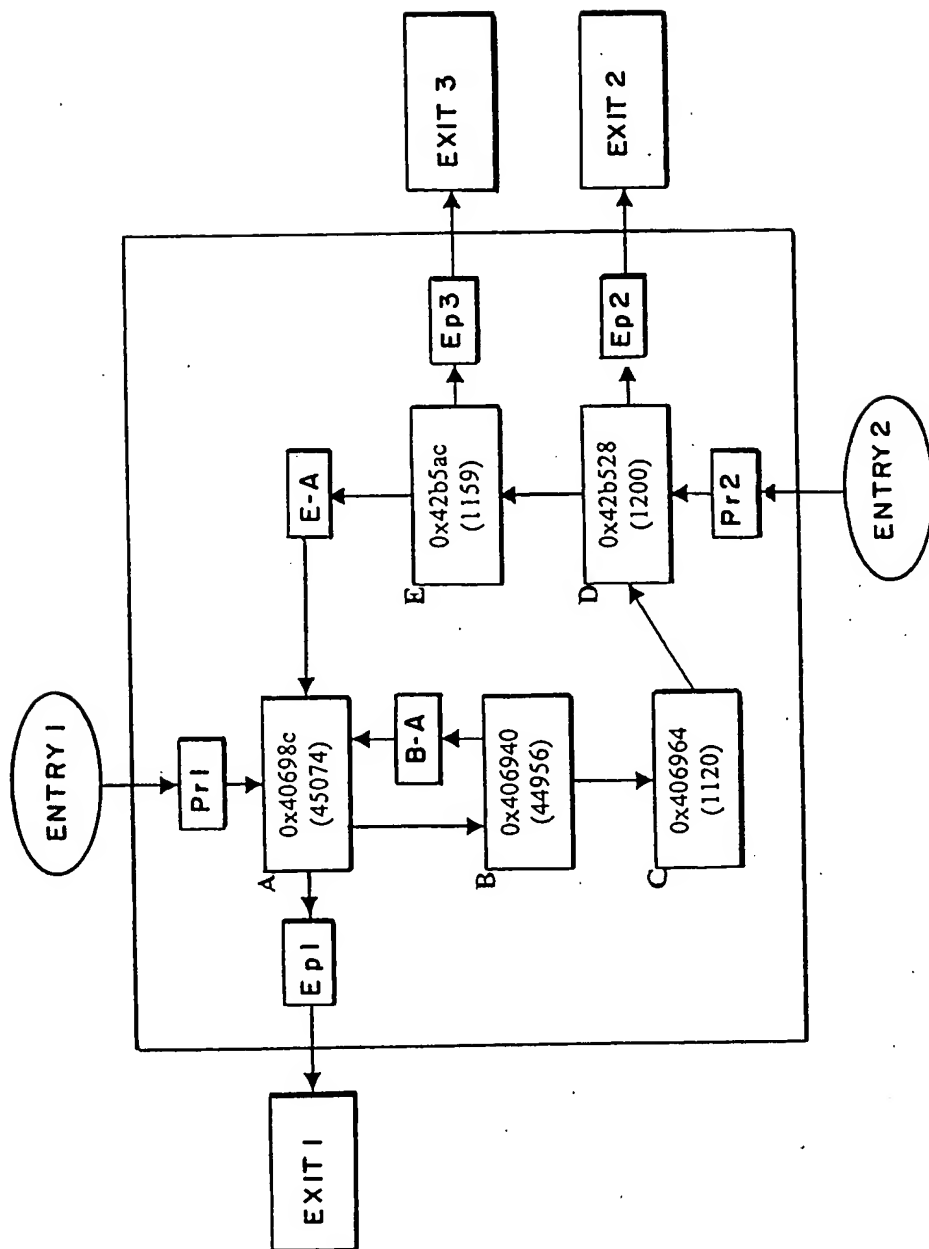 ENTRY 1
Pr1
EXIT 1
Ep1
A
0x40698c
(45074)
E-A
E
0x42b5ac
(1159)
Ep3
EXIT 3
B-A
B
0x406940
(44956)
C
0x406964
(1120)
D
0x42b528
(1200)
Ep2
EXIT 2
Pr2
ENTRY 2